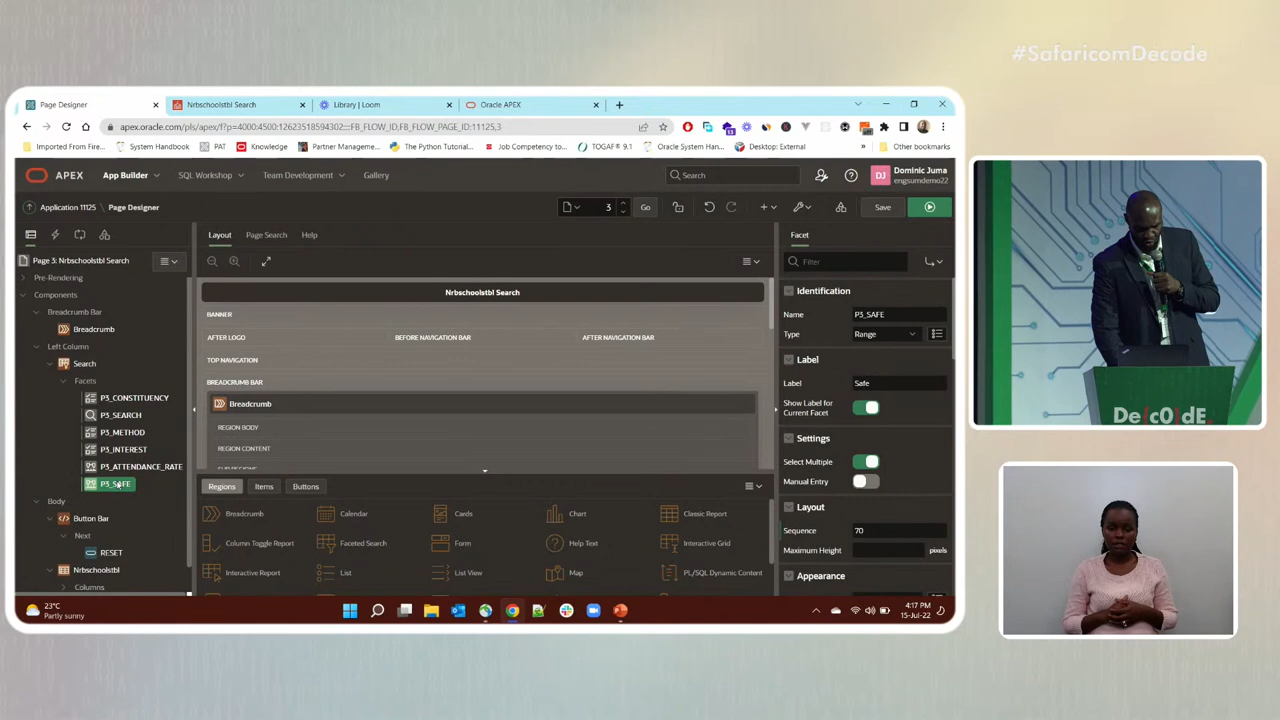 #SafaricomDecode
Page Designer
Nrbschoolstbl Search
Library | Loom
Oracle APEX
apex.oracle.com/pls/apex/f?p=4000:4500:12623518594302::::FB_FLOW_ID,FB_FLOW_PAGE_ID:11125,3
Imported From Firef...
System Handbook
PAT
Knowledge
Partner Manageme...
The Python Tutorial...
Job Competency to...
TOGAF® 9.1
Oracle System Han...
Desktop: External
»
Other bookmarks
APEX
App Builder
SQL Workshop
Team Development
Gallery
Search
DJ
Dominic Juma
engsumdemo22
Application 11125 \ Page Designer
3
Go
Save
Page 3: Nrbschoolstbl Search
Pre-Rendering
Components
Breadcrumb Bar
Breadcrumb
Left Column
Search
Facets
P3_CONSTITUENCY
P3_SEARCH
P3_METHOD
P3_INTEREST
P3_ATTENDANCE_RATE
P3_SAFE
Body
Button Bar
Next
RESET
Nrbschoolstbl
Columns
Layout
Page Search
Help
Nrbschoolstbl Search
BANNER
AFTER LOGO
BEFORE NAVIGATION BAR
AFTER NAVIGATION BAR
TOP NAVIGATION
BREADCRUMB BAR
Breadcrumb
REGION BODY
REGION CONTENT
SUB REGIONS
Regions
Items
Buttons
Breadcrumb
Calendar
Cards
Chart
Classic Report
Column Toggle Report
Faceted Search
Form
Help Text
Interactive Grid
Interactive Report
List
List View
Map
PL/SQL Dynamic Content
Facet
Filter
Identification
Name
P3_SAFE
Type
Range
Label
Label
Safe
Show Label for
Current Facet
Settings
Select Multiple
Manual Entry
Layout
Sequence
70
Maximum Height
pixels
Appearance
23°C
Partly sunny
4:17 PM
15-Jul-22
De{c0/dE.